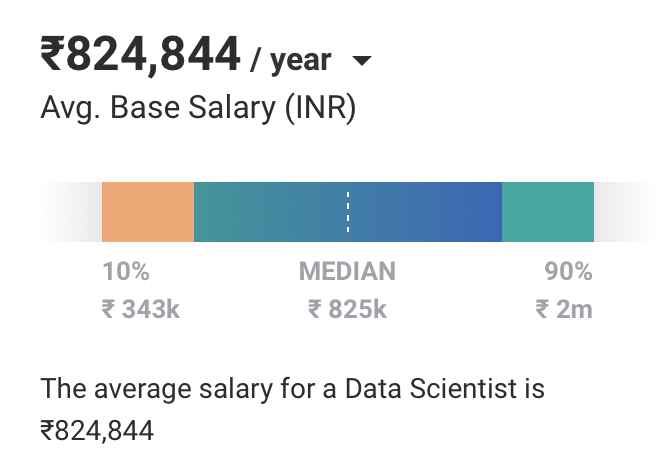 ₹824,844 / year
Avg. Base Salary (INR)
10% MEDIAN 90%
₹ 343k ₹ 825k ₹ 2m
The average salary for a Data Scientist is
₹824,844